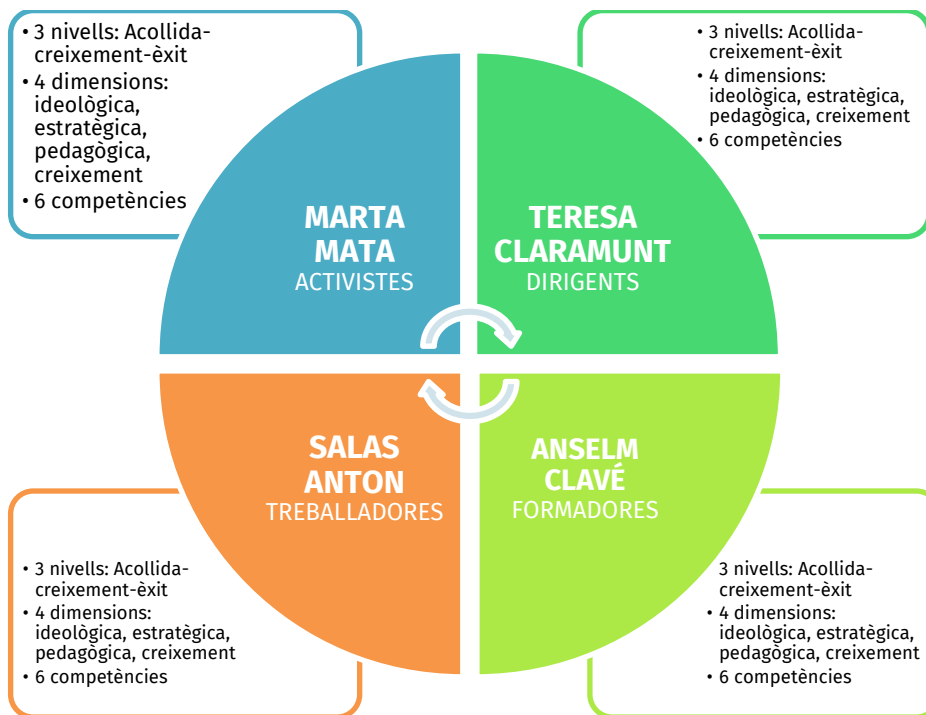 • 3 nivells: Acollida-
creixement-èxit
• 4 dimensions:
ideològica,
estratègica,
pedagògica,
creixement
• 6 competències
• 3 nivells: Acollida-
creixement-èxit
• 4 dimensions:
ideològica, estratègica,
pedagògica, creixement
• 6 competències
MARTA
MATA
ACTIVISTES
TERESA
CLARAMUNT
DIRIGENTS
SALAS
ANTON
TREBALLADORES
ANSELM
CLAVÉ
FORMADORES
• 3 nivells: Acollida-
creixement-èxit
• 4 dimensions:
ideològica, estratègica,
pedagògica, creixement
• 6 competències
3 nivells: Acollida-
creixement-èxit
• 4 dimensions:
ideològica, estratègica,
pedagògica, creixement
• 6 competències